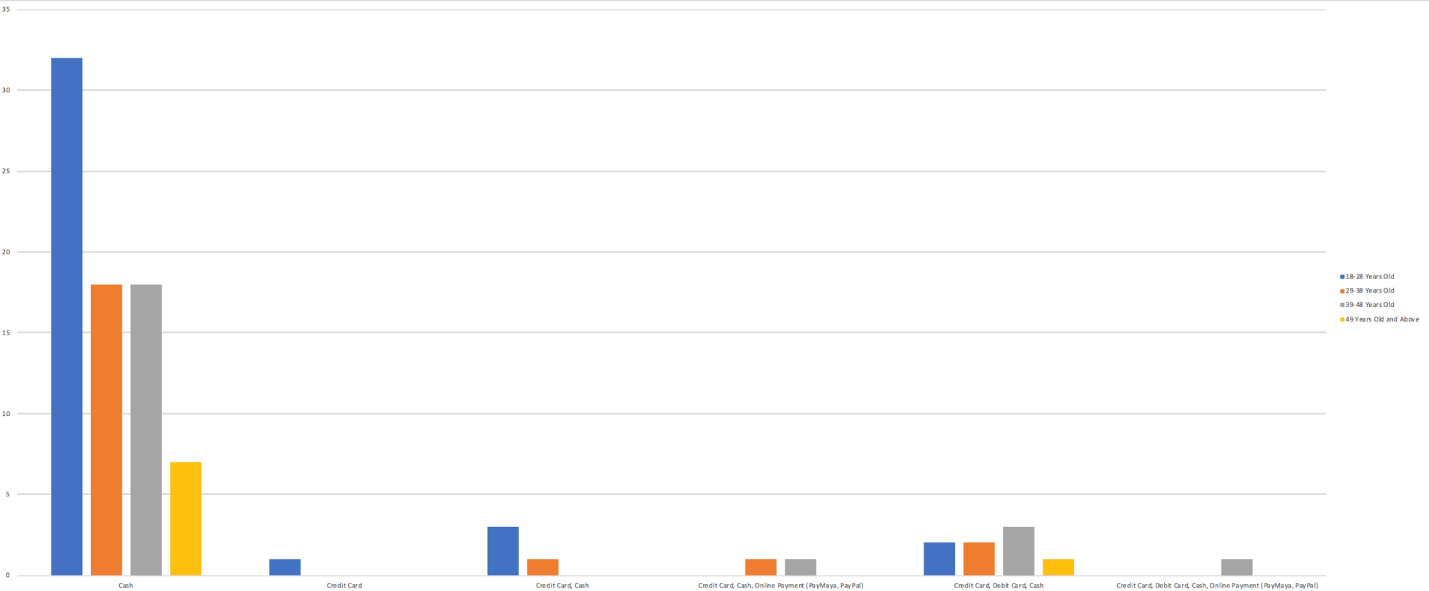 35
30
25
20
15
10
5
0
Cash
Credit Card
Credit Card, Cash
Credit Card, Cash, Online Payment (PayMaya, PayPal)
Credit Card, Debit Card, Cash
Credit Card, Debit Card, Cash, Online Payment (PayMaya, PayPal)
18-28 Years Old
29-38 Years Old
39-48 Years Old
49 Years Old and Above